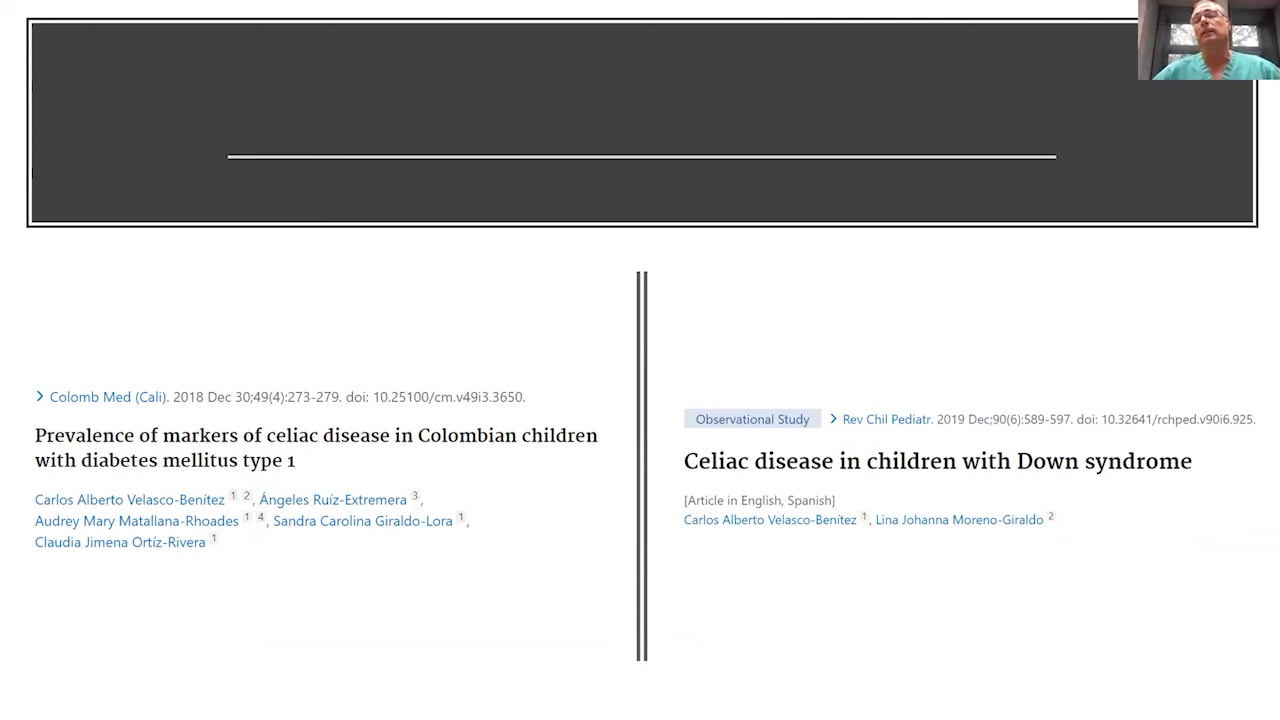 > Colomb Med (Cali). 2018 Dec 30;49(4):273-279. doi: 10.25100/cm.v49i3.3650.
Prevalence of markers of celiac disease in Colombian children
with diabetes mellitus type 1
Carlos Alberto Velasco-Benítez 1 2, Ángeles Ruíz-Extremera 3,
Audrey Mary Matallana-Rhoades 1 4, Sandra Carolina Giraldo-Lora 1,
Claudia Jimena Ortíz-Rivera 1
Observational Study > Rev Chil Pediatr. 2019 Dec;90(6):589-597. doi: 10.32641/rchped.v90i6.925.
Celiac disease in children with Down syndrome
[Article in English, Spanish]
Carlos Alberto Velasco-Benítez 1, Lina Johanna Moreno-Giraldo 2